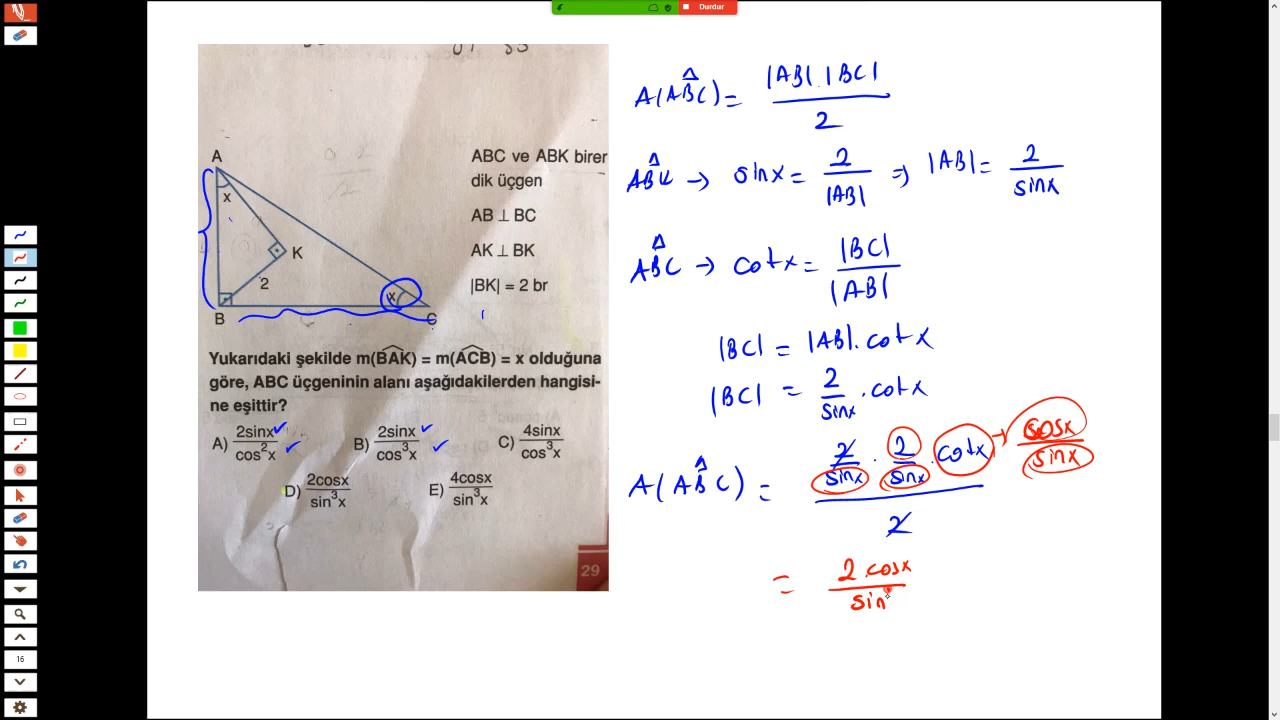 Durdur
A
x
K
2
B
x
C
ABC ve ABK birer
dik üçgen
AB ⊥ BC
AK ⊥ BK
|BK| = 2 br
Yukarıdaki şekilde m(BAK) = m(ACB) = x olduğuna
göre, ABC üçgeninin alanı aşağıdakilerden hangisi-
ne eşittir?
A) 2sinx/cos²x B) 2sinx/cos³x C) 4sinx/cos³x
D) 2cosx/sin³x E) 4cosx/sin³x
29
A(ABC) = |AB|.|BC|/2
ABK → sinx = 2/|AB| ⇒ |AB| = 2/sinx
ABC → cotx = |BC|/|AB|
|BC| = |AB|.cotx
|BC| = 2/sinx . cotx
A(ABC) = 2/sinx . 2/sinx . cotx → cosx/sinx
2
= 2.cosx/sin
16